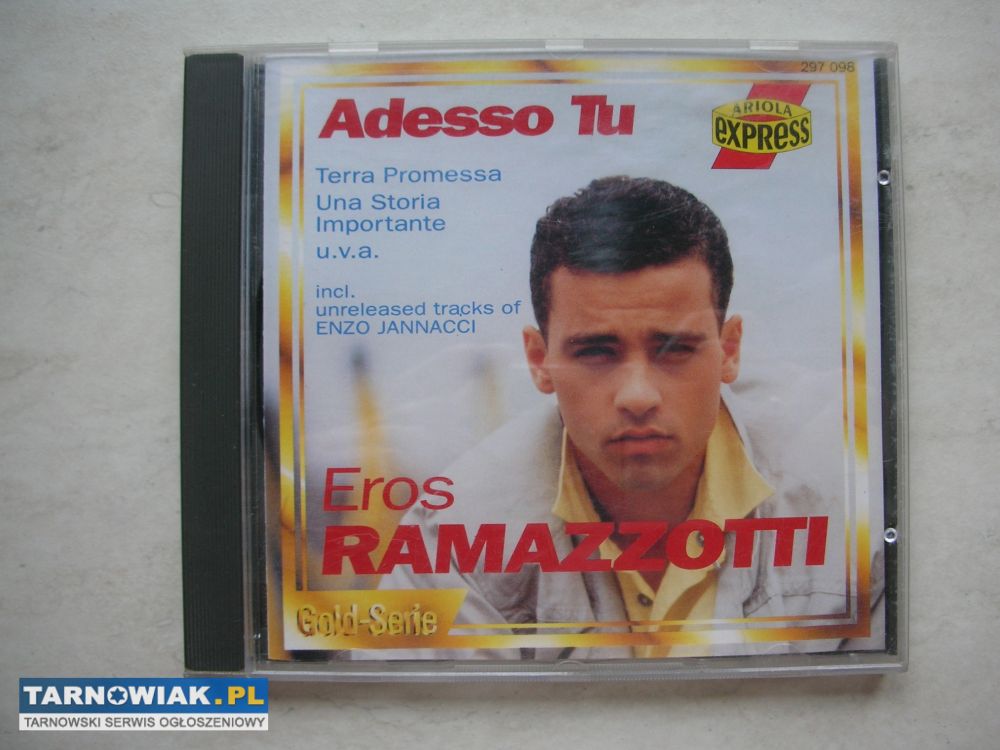 297 098
Adesso Tu
ARIOLA
eXPRESS
Terra Promessa
Una Storia
Importante
u.v.a.
incl.
unreleased tracks of
ENZO JANNACCI
Eros
RAMAZZOTTI
Gold-Serie
TARNOWIAK.PL
TARNOWSKI SERWIS OGŁOSZENIOWY